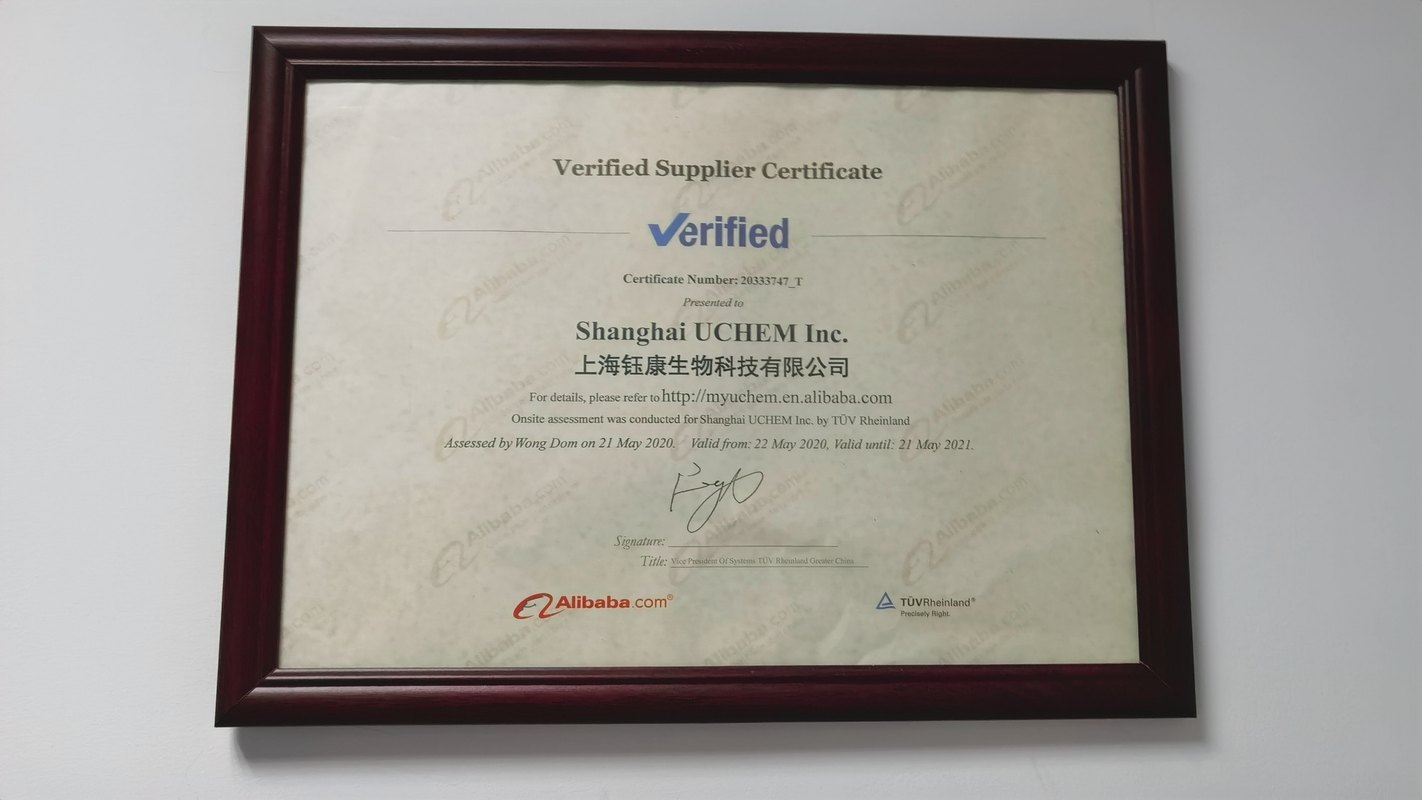 Verified Supplier Certificate
Verified
Certificate Number: 20333747_T
Presented to
Shanghai UCHEM Inc.
上海钰康生物科技有限公司
For details, please refer to http://myuchem.en.alibaba.com
Onsite assessment was conducted for Shanghai UCHEM Inc. by TÜV Rheinland
Assessed by Wong Dom on 21 May 2020. Valid from: 22 May 2020, Valid until: 21 May 2021.
Signature:
Title: Vice President Of Systems TÜV Rheinland Greater China
Alibaba.com®
TÜVRheinland®
Precisely Right.